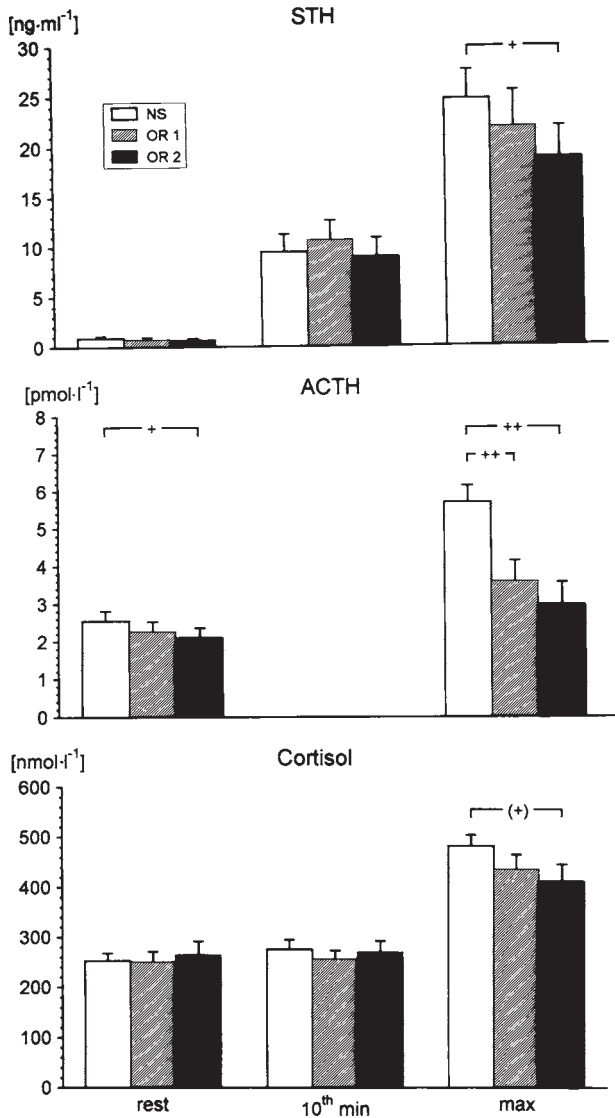 STH
[ng·ml⁻¹]
30
25
20
15
10
5
0
NS
OR 1
OR 2
+
ACTH
[pmol·l⁻¹]
8
7
6
5
4
3
2
1
0
+
++
++
Cortisol
[nmol·l⁻¹]
600
500
400
300
200
100
0
(+)
rest 10th min max